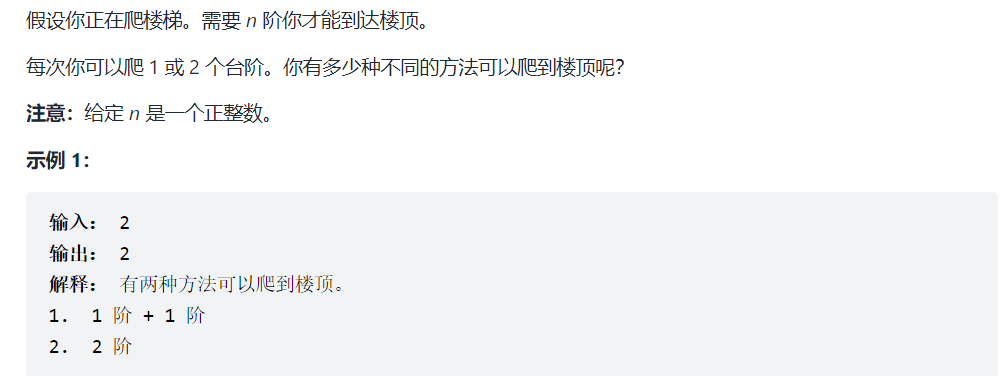 假设你正在爬楼梯。需要 n 阶你才能到达楼顶。
每次你可以爬 1 或 2 个台阶。你有多少种不同的方法可以爬到楼顶呢？
注意：给定 n 是一个正整数。
示例 1：
输入： 2
输出： 2
解释： 有两种方法可以爬到楼顶。
1. 1 阶 + 1 阶
2. 2 阶